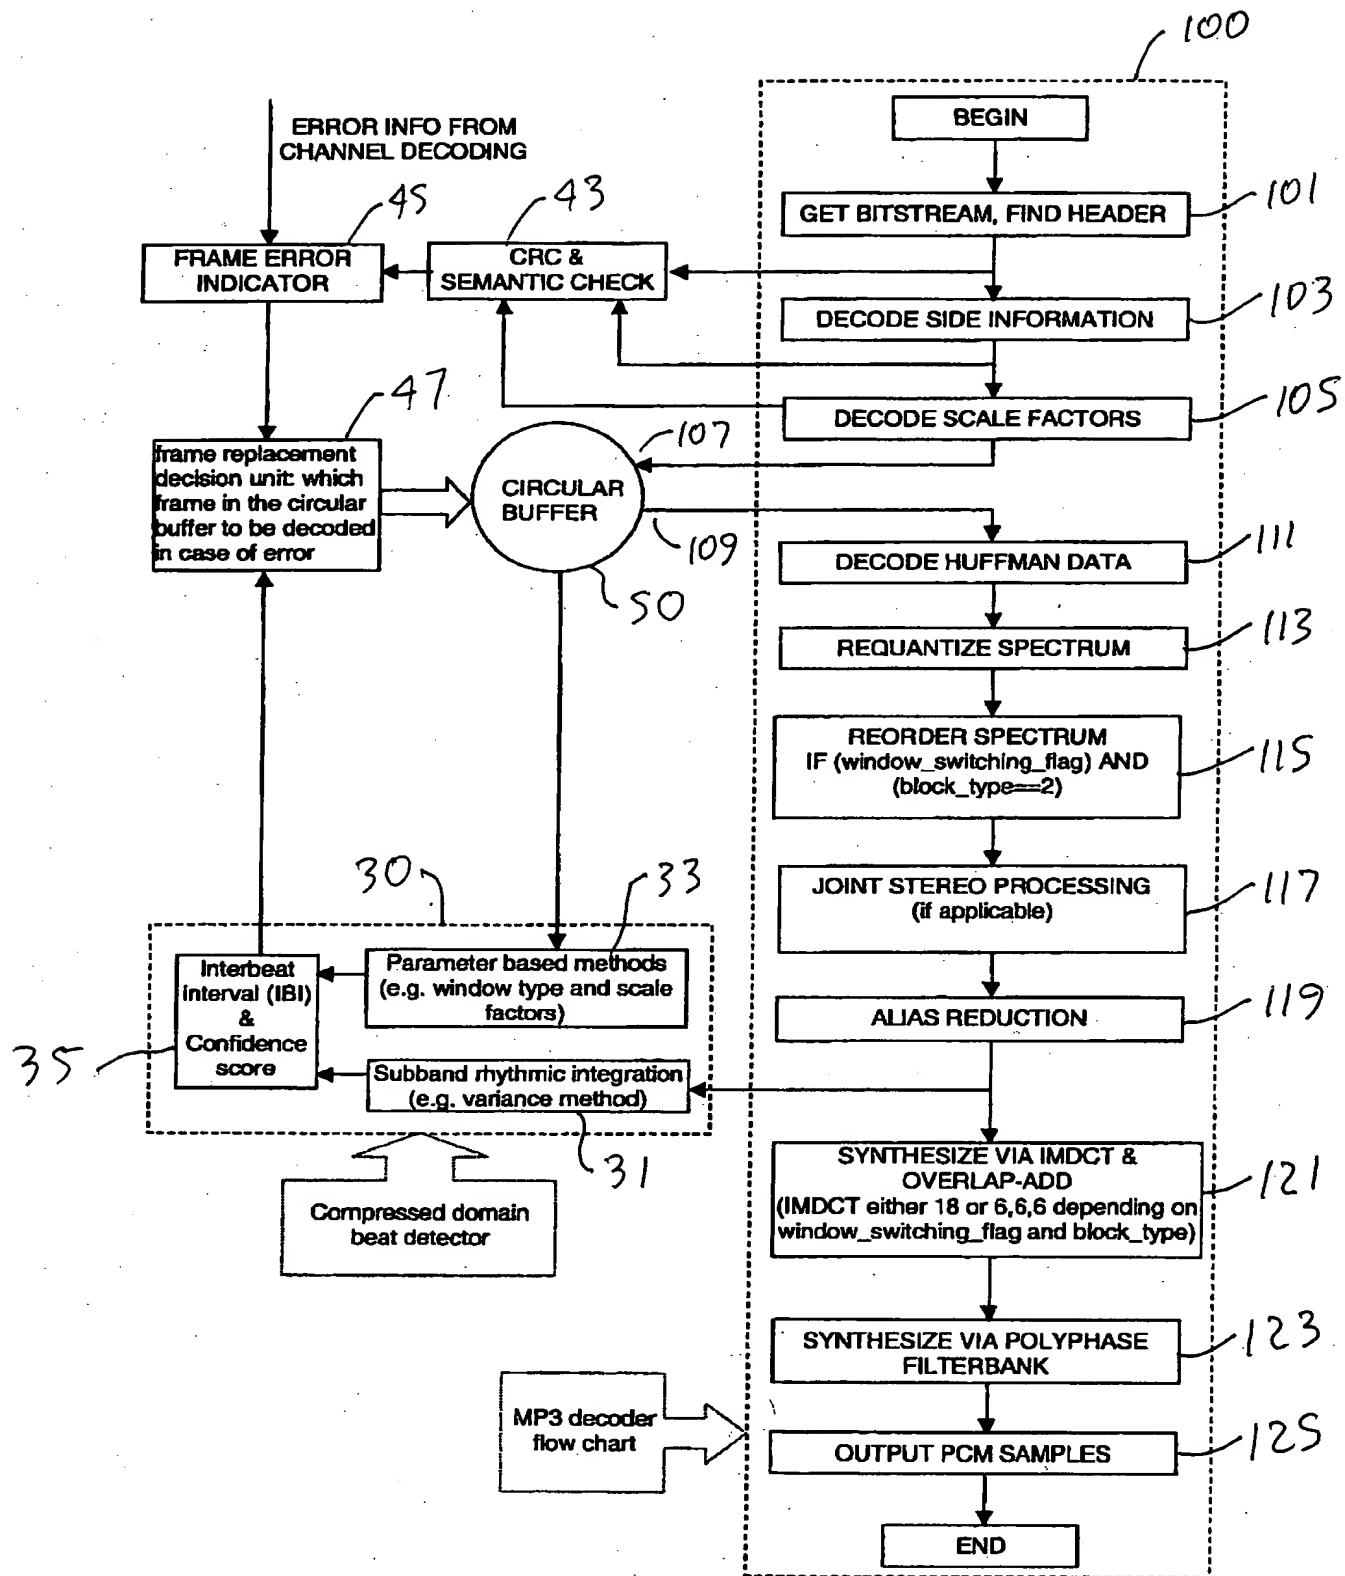 100
BEGIN
ERROR INFO FROM
CHANNEL DECODING
101
GET BITSTREAM, FIND HEADER
45
43
FRAME ERROR
INDICATOR
CRC &
SEMANTIC CHECK
103
DECODE SIDE INFORMATION
47
105
DECODE SCALE FACTORS
107
frame replacement
decision unit: which
frame in the circular
buffer to be decoded
in case of error
CIRCULAR
BUFFER
109
50
111
DECODE HUFFMAN DATA
113
REQUANTIZE SPECTRUM
REORDER SPECTRUM
IF (window_switching_flag) AND
(block_type==2)
115
30
33
JOINT STEREO PROCESSING
(if applicable)
117
Interbeat
interval (IBI)
&
Confidence
score
35
Parameter based methods
(e.g. window type and scale
factors)
ALIAS REDUCTION
119
Subband rhythmic integration
(e.g. variance method)
31
SYNTHESIZE VIA IMDCT &
OVERLAP-ADD
(IMDCT either 18 or 6,6,6 depending on
window_switching_flag and block_type)
121
Compressed domain
beat detector
SYNTHESIZE VIA POLYPHASE
FILTERBANK
123
MP3 decoder
flow chart
OUTPUT PCM SAMPLES
125
END